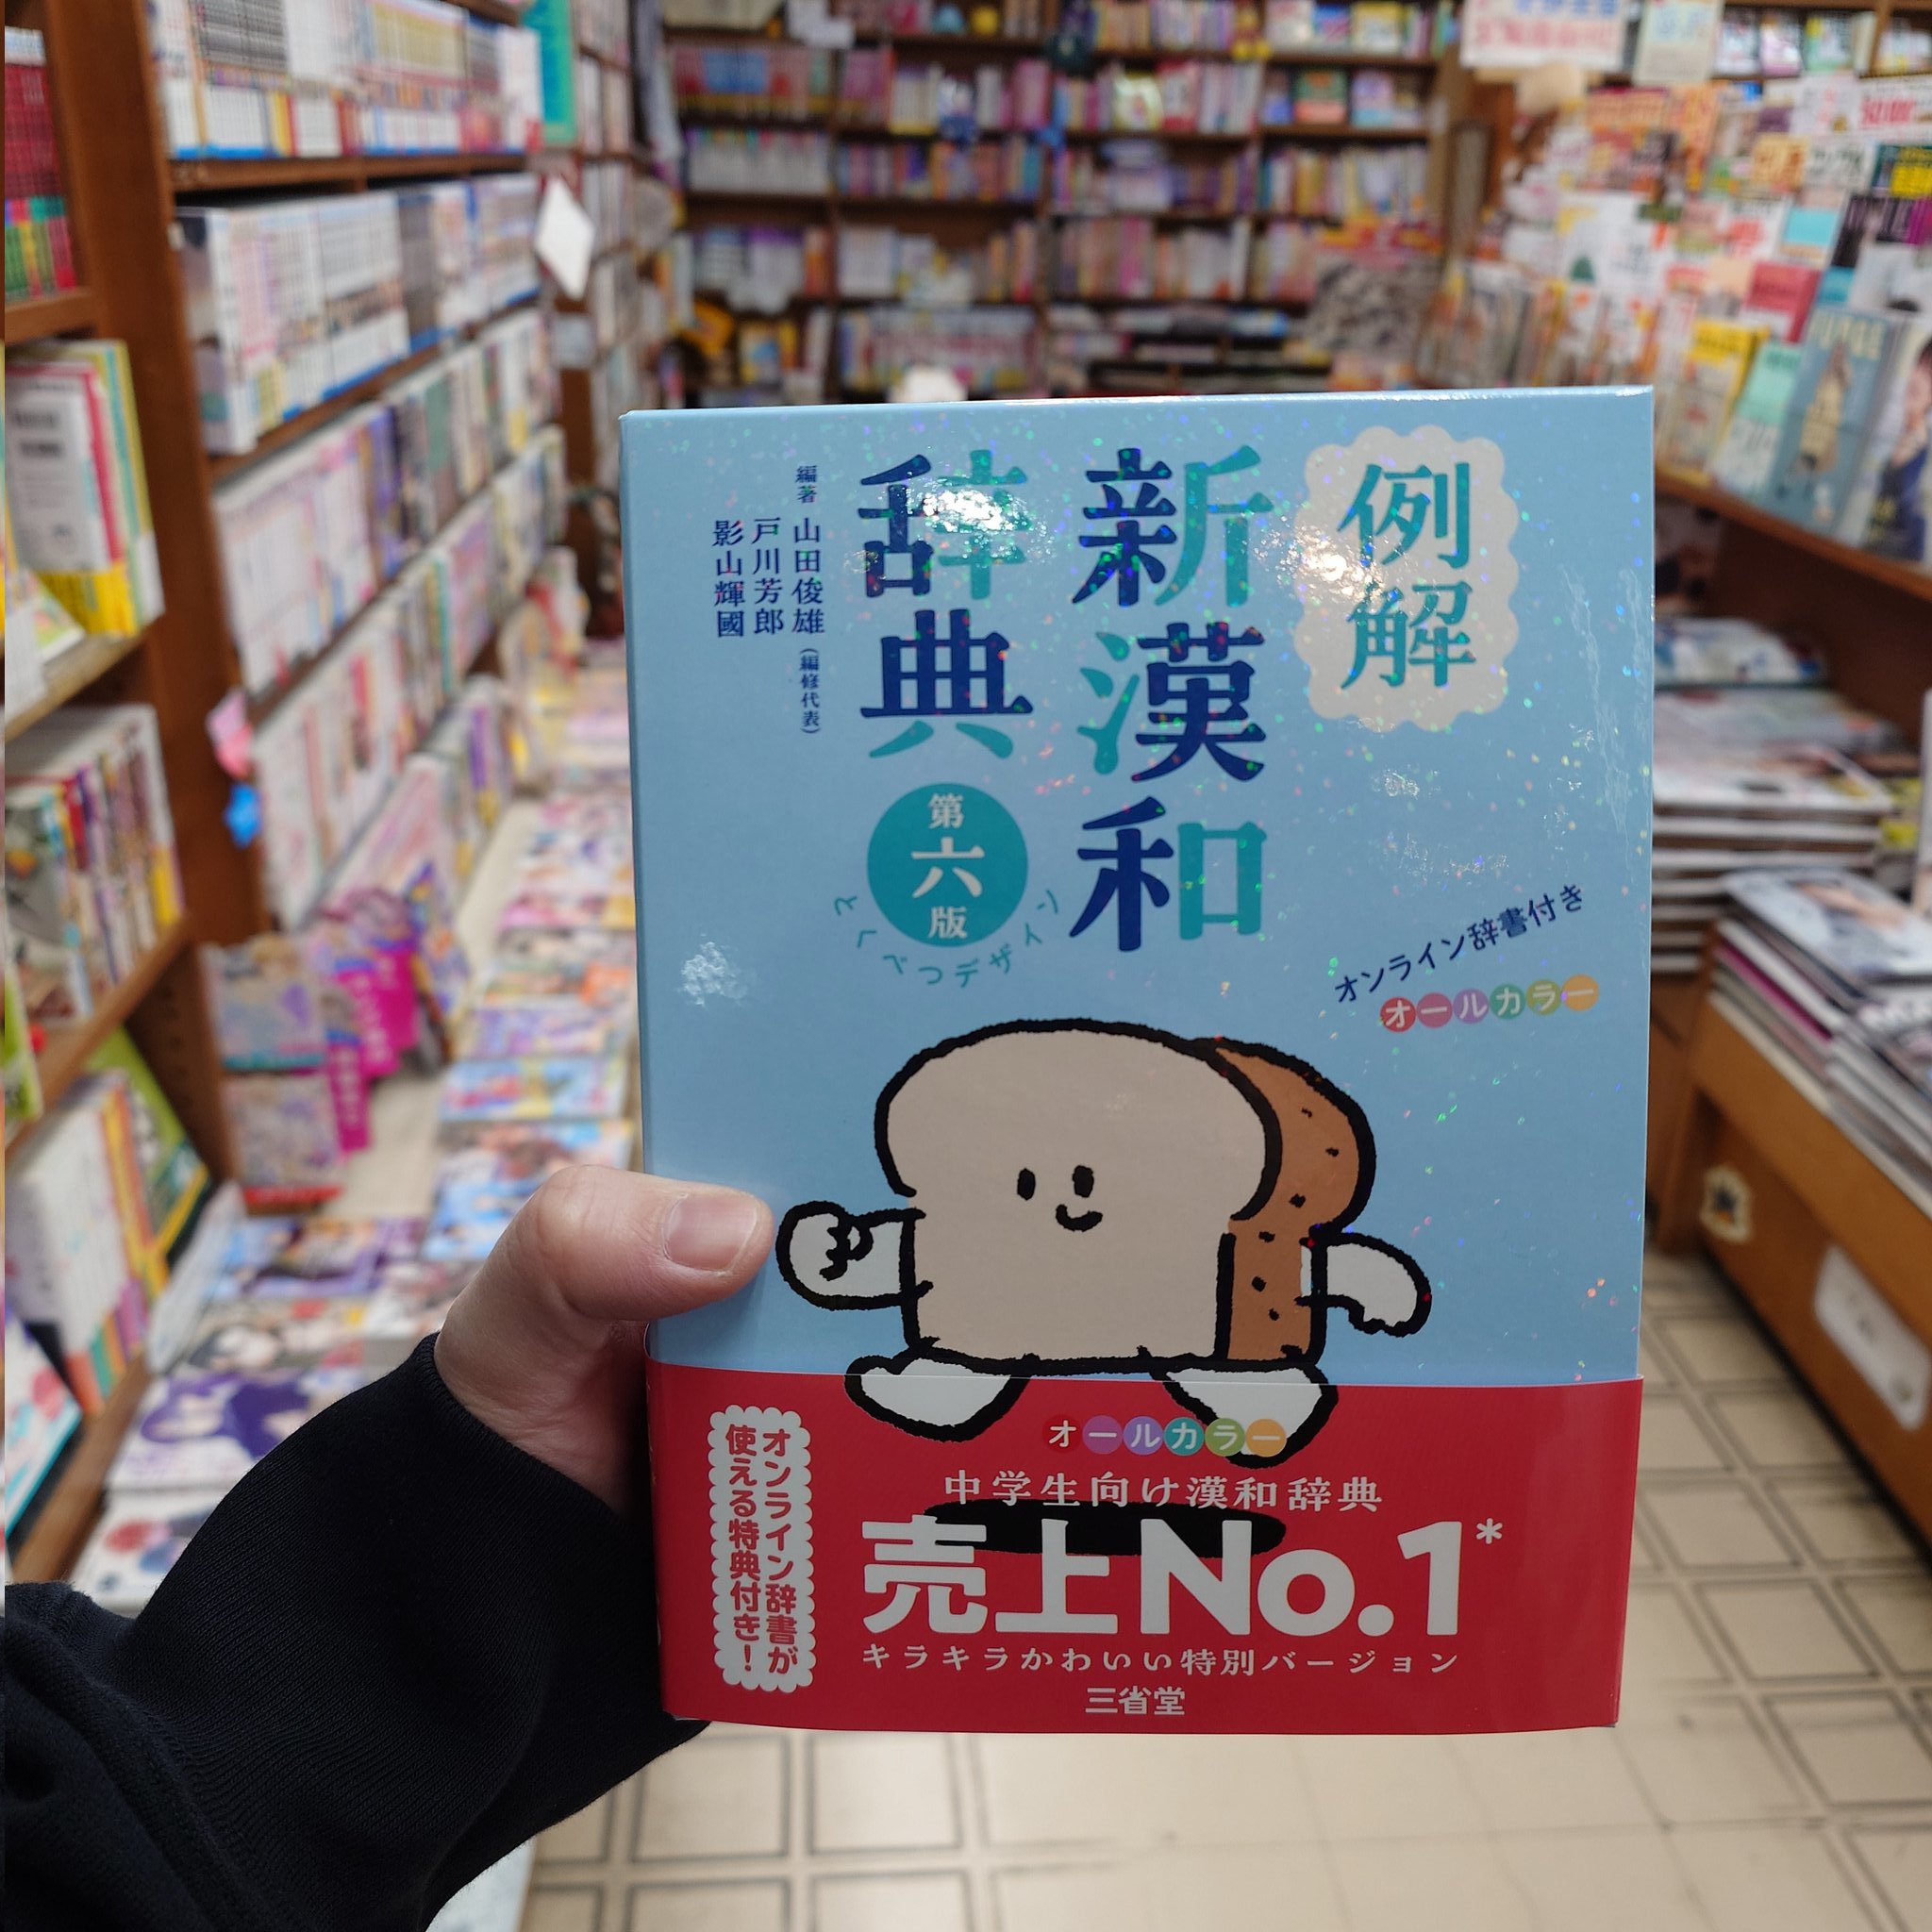 例解
新漢和
辞典
編著 山田俊雄（編修代表）
戸川芳郎
影山輝國
第六版
とくべつデザイン
オンライン辞書付き
オールカラー
オールカラー
中学生向け漢和辞典
売上No.1*
キラキラかわいい特別バージョン
三省堂
オンライン辞書が
使える特典付き！